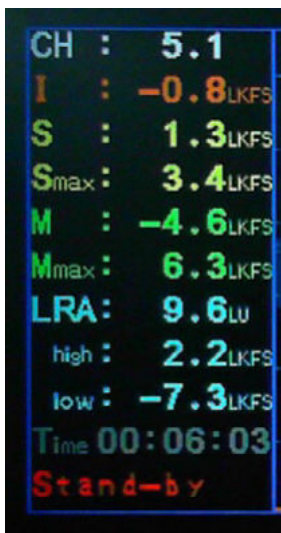 CH : 5.1
I : -0.8LKFS
S : 1.3LKFS
Smax: 3.4LKFS
M : -4.6LKFS
Mmax: 6.3LKFS
LRA: 9.6LU
high: 2.2LKFS
low: -7.3LKFS
Time 00:06:03
Stand-by